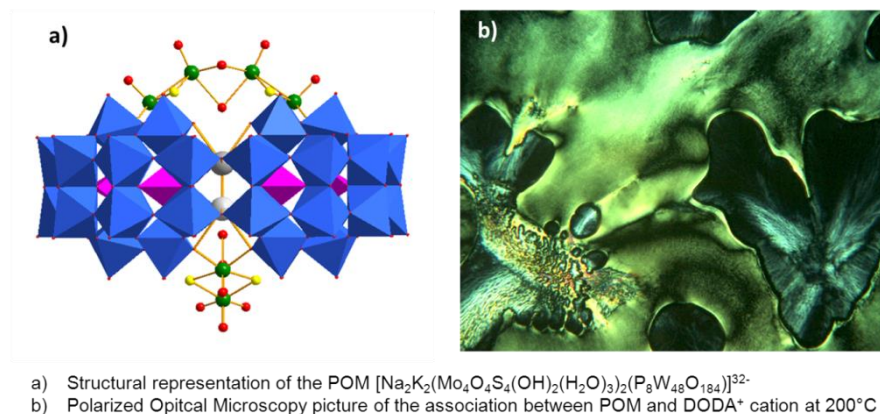 a)
b)
a) Structural representation of the POM [Na₂K₂(Mo₄O₄S₄(OH)₂(H₂O)₃)₂(P₈W₄₈O₁₈₄)]³²⁻
b) Polarized Opitcal Microscopy picture of the association between POM and DODA⁺ cation at 200°C